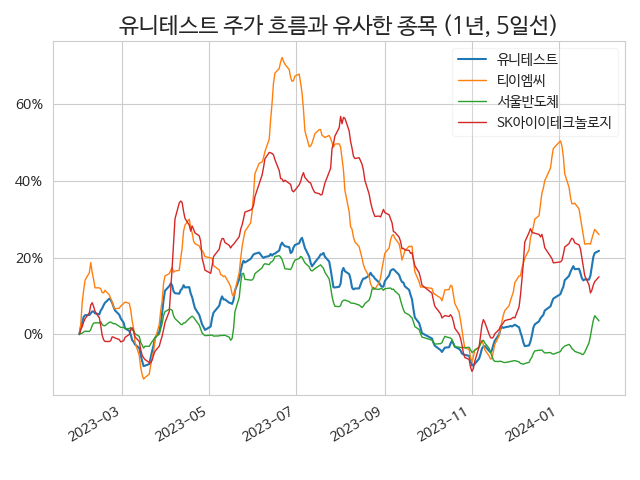 유니테스트 주가 흐름과 유사한 종목 (1년, 5일선)
유니테스트
티이엠씨
서울반도체
SK아이이테크놀로지
60%
40%
20%
0%
2023-03
2023-05
2023-07
2023-09
2023-11
2024-01